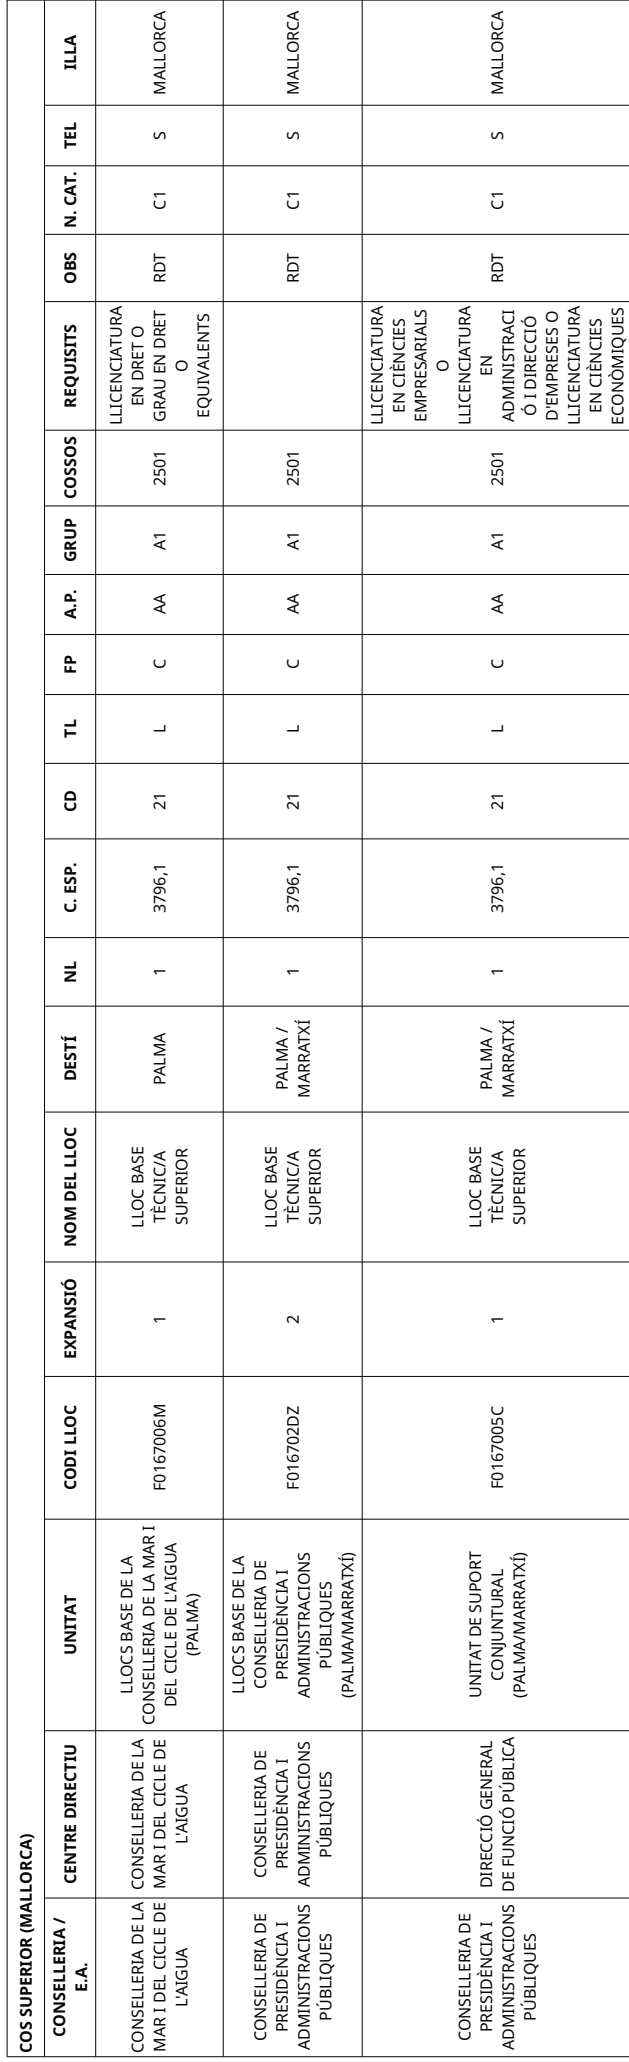 COS SUPERIOR (MALLORCA)
CONSELLERIA /
E.A.
CENTRE DIRECTIU
UNITAT
CODI LLOC
EXPANSIÓ
NOM DEL LLOC
DESTÍ
NL
C. ESP.
CD
TL
FP
A.P.
GRUP
COSSOS
REQUISITS
OBS
N. CAT.
TEL
ILLA
CONSELLERIA DE LA
MAR I DEL CICLE DE
L'AIGUA
CONSELLERIA DE LA
MAR I DEL CICLE DE
L'AIGUA
LLOCS BASE DE LA
CONSELLERIA DE LA MAR I
DEL CICLE DE L'AIGUA
(PALMA)
F0167006M
1
LLOC BASE
TÈCNIC/A
SUPERIOR
PALMA
1
3796,1
21
L
C
AA
A1
2501
LLICENCIATURA
EN DRET O
GRAU EN DRET
O
EQUIVALENTS
RDT
C1
S
MALLORCA
CONSELLERIA DE
PRESIDÈNCIA I
ADMINISTRACIONS
PÚBLIQUES
CONSELLERIA DE
PRESIDÈNCIA I
ADMINISTRACIONS
PÚBLIQUES
LLOCS BASE DE LA
CONSELLERIA DE
PRESIDÈNCIA I
ADMINISTRACIONS
PÚBLIQUES
(PALMA/MARRATXÍ)
F016702DZ
2
LLOC BASE
TÈCNIC/A
SUPERIOR
PALMA /
MARRATXÍ
1
3796,1
21
L
C
AA
A1
2501
RDT
C1
S
MALLORCA
CONSELLERIA DE
PRESIDÈNCIA I
ADMINISTRACIONS
PÚBLIQUES
DIRECCIÓ GENERAL
DE FUNCIÓ PÚBLICA
UNITAT DE SUPORT
CONJUNTURAL
(PALMA/MARRATXÍ)
F0167005C
1
LLOC BASE
TÈCNIC/A
SUPERIOR
PALMA /
MARRATXÍ
1
3796,1
21
L
C
AA
A1
2501
LLICENCIATURA
EN CIÈNCIES
EMPRESARIALS
O
LLICENCIATURA
EN
ADMINISTRACI
Ó I DIRECCIÓ
D'EMPRESES O
LLICENCIATURA
EN CIÈNCIES
ECONÒMIQUES
RDT
C1
S
MALLORCA